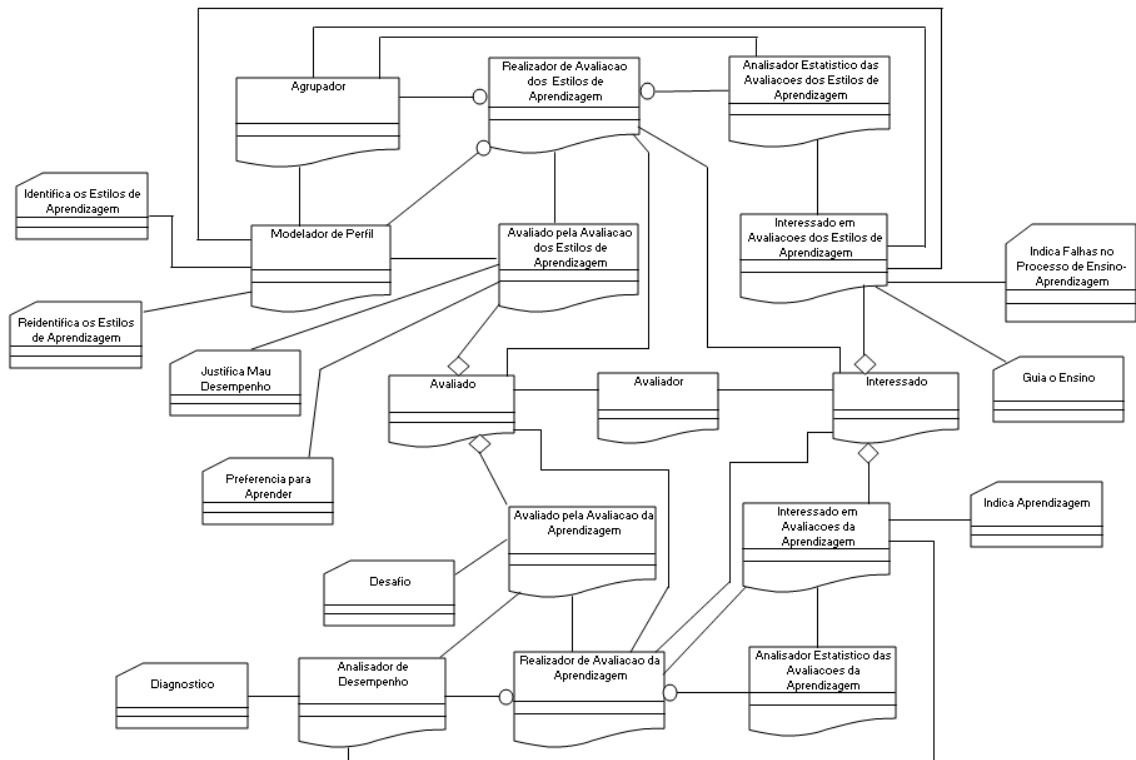 Realizador de Avaliacao
dos Estilos de
Aprendizagem
Analisador Estatistico das
Avaliacoes dos Estilos de
Aprendizagem
Agrupador
Identifica os Estilos de
Aprendizagem
Modelador de Perfil
Avaliado pela Avaliacao
dos Estilos de
Aprendizagem
Interessado em
Avaliacoes dos Estilos de
Aprendizagem
Indica Falhas no
Processo de Ensino-
Aprendizagem
Reidentifica os Estilos
de Aprendizagem
Justifica Mau
Desempenho
Avaliado
Avaliador
Interessado
Guia o Ensino
Preferencia para
Aprender
Avaliado pela Avaliacao da
Aprendizagem
Interessado em
Avaliacoes da
Aprendizagem
Indica Aprendizagem
Desafio
Diagnostico
Analisador de
Desempenho
Realizador de Avaliacao da
Aprendizagem
Analisador Estatistico das
Avaliacoes da
Aprendizagem